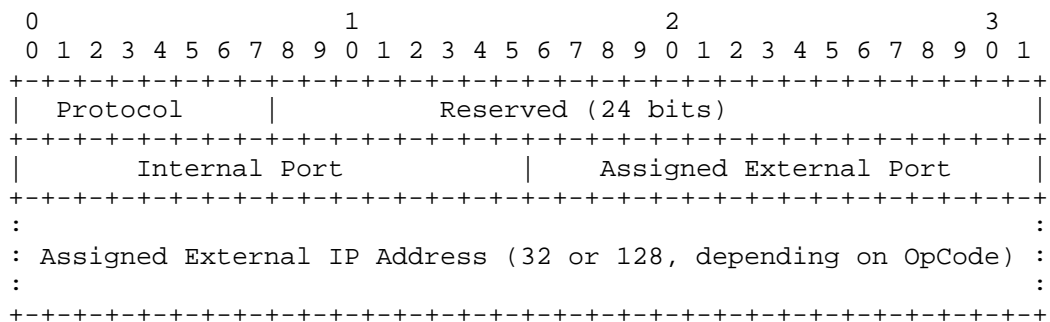 0                   1                   2                   3
 0 1 2 3 4 5 6 7 8 9 0 1 2 3 4 5 6 7 8 9 0 1 2 3 4 5 6 7 8 9 0 1
+-+-+-+-+-+-+-+-+-+-+-+-+-+-+-+-+-+-+-+-+-+-+-+-+-+-+-+-+-+-+-+-+
|  Protocol     |          Reserved (24 bits)                   |
+-+-+-+-+-+-+-+-+-+-+-+-+-+-+-+-+-+-+-+-+-+-+-+-+-+-+-+-+-+-+-+-+
|       Internal Port           |    Assigned External Port     |
+-+-+-+-+-+-+-+-+-+-+-+-+-+-+-+-+-+-+-+-+-+-+-+-+-+-+-+-+-+-+-+-+
:                                                               :
: Assigned External IP Address (32 or 128, depending on OpCode) :
:                                                               :
+-+-+-+-+-+-+-+-+-+-+-+-+-+-+-+-+-+-+-+-+-+-+-+-+-+-+-+-+-+-+-+-+